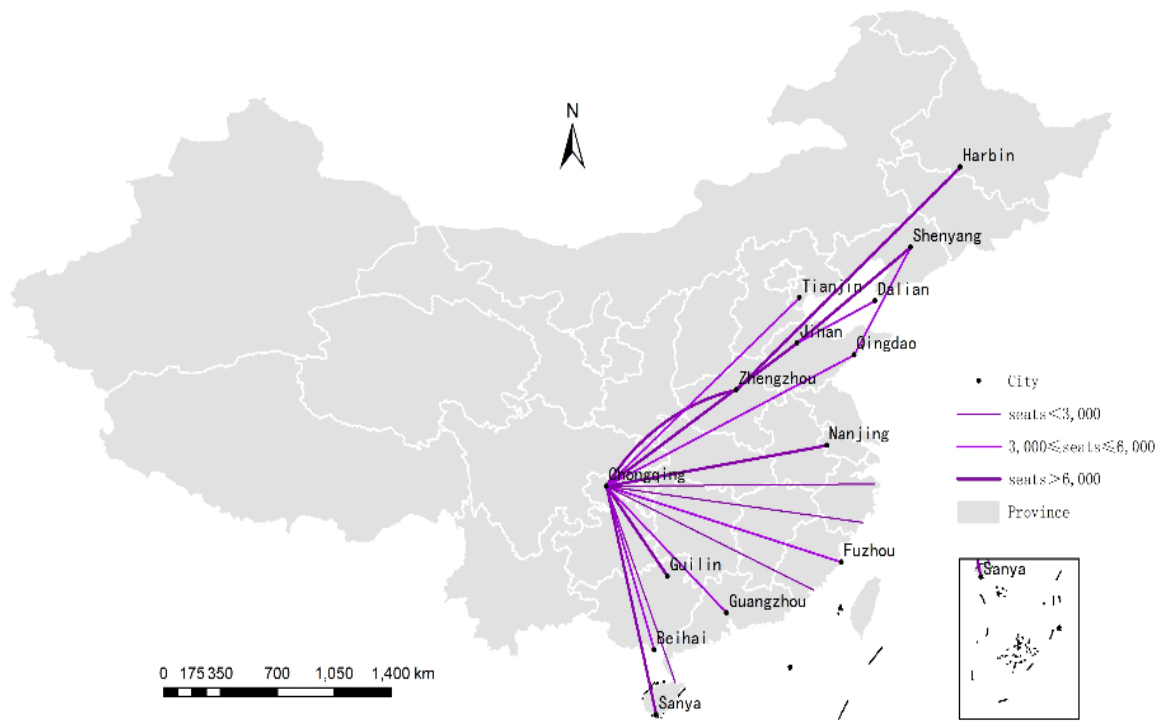 N
Harbin
Shenyang
Tianjin
Dalian
Jinan
Qingdao
Zhengzhou
City
seats<3,000
Nanjing
3,000≤seats≤6,000
Chongqing
seats>6,000
Province
Fuzhou
Guilin
Sanya
Guangzhou
Beihai
0 175 350 700 1,050 1,400 km
Sanya